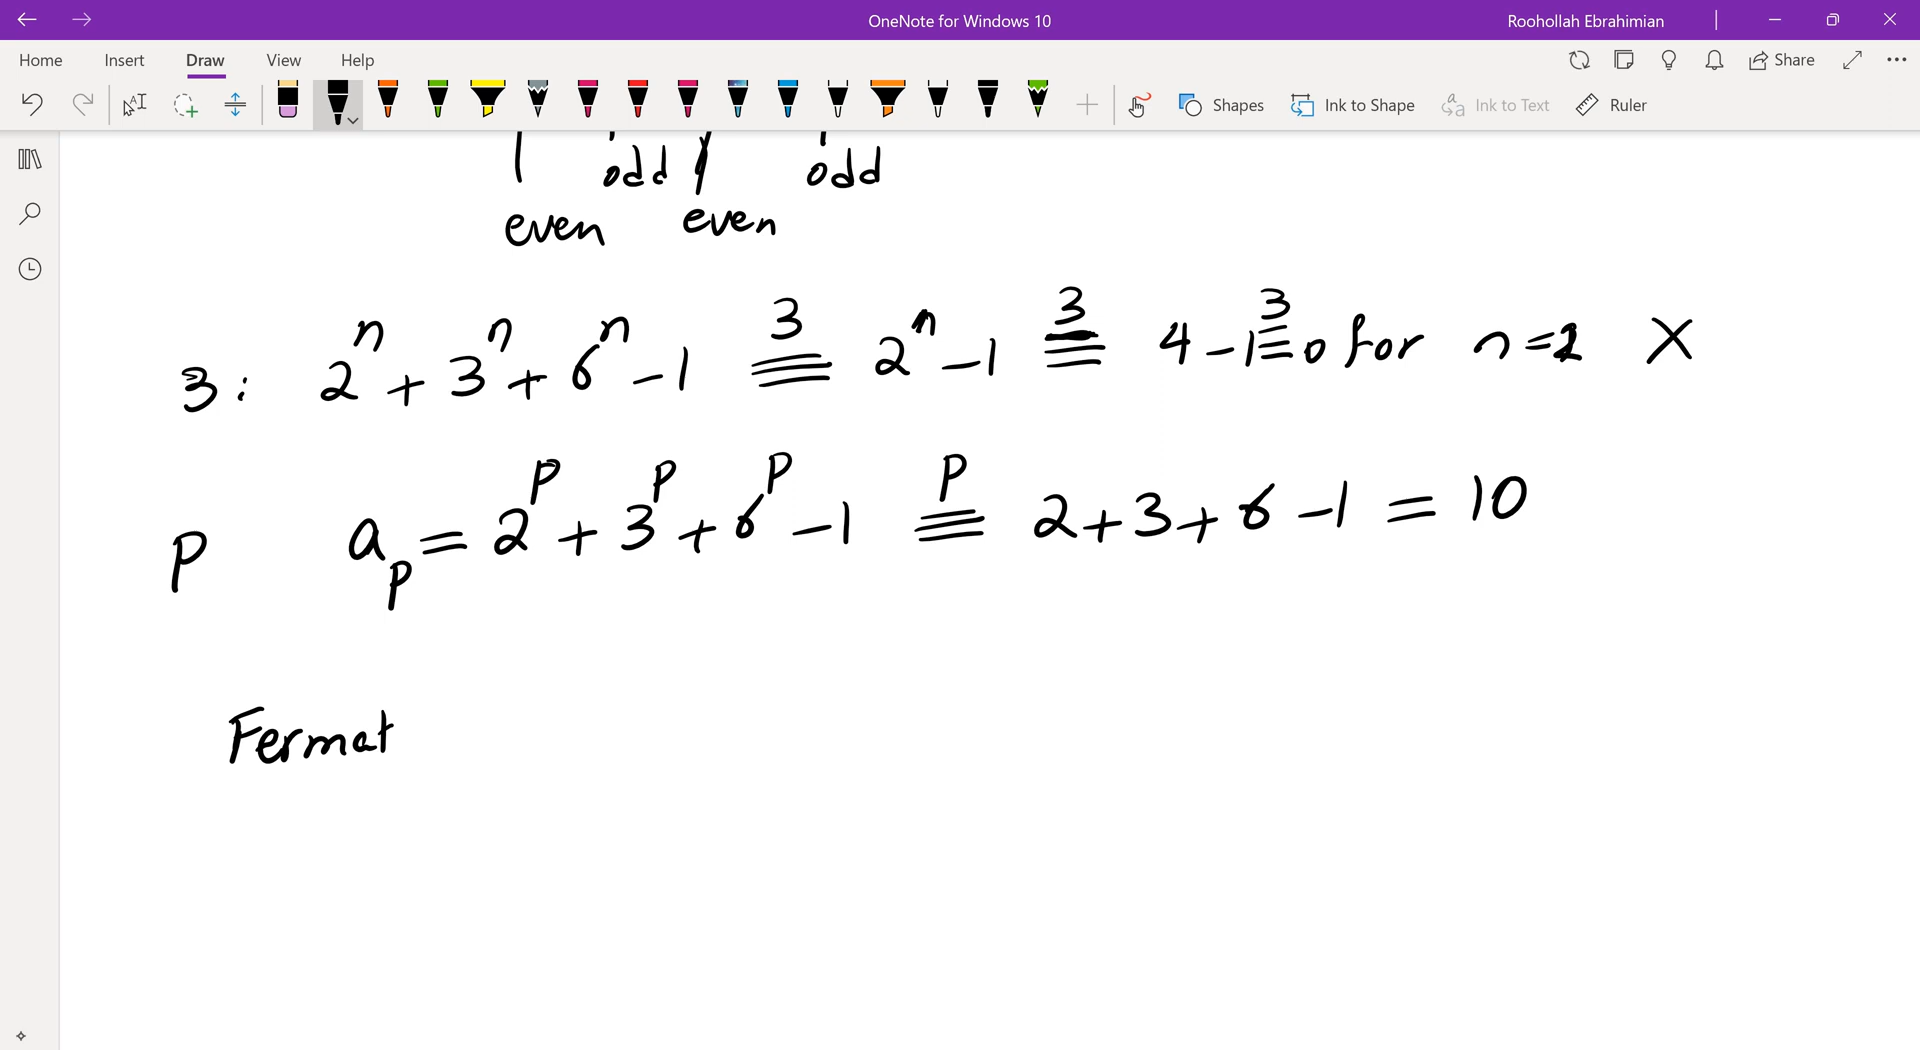 OneNote for Windows 10
Roohollah Ebrahimian
Home Insert Draw View Help
Share
Shapes Ink to Shape Ink to Text Ruler
odd odd
even even
3: 2^n + 3^n + 6^n - 1 ≡^3 2^n - 1 ≡^3 4 - 1 ≡^3 0 for n = 2 X
p a_p = 2^p + 3^p + 6^p - 1 ≡^p 2 + 3 + 6 - 1 = 10
Fermat